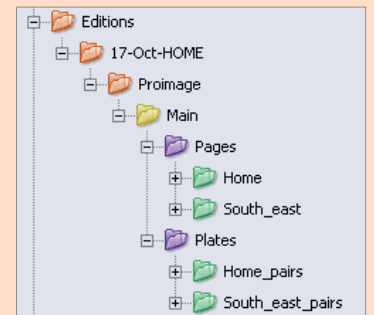 Editions
17-Oct-HOME
Proimage
Main
Pages
Home
South_east
Plates
Home_pairs
South_east_pairs